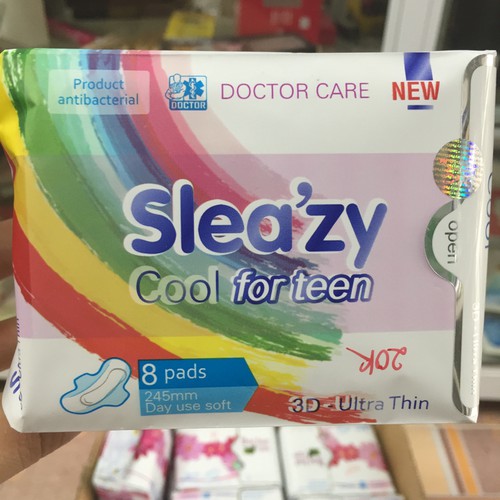 Product
antibacterial
DOCTOR
DOCTOR CARE
NEW
Slea'zy
Cool for teen
open
20K
8 pads
245mm
Day use soft
3D - Ultra Thin